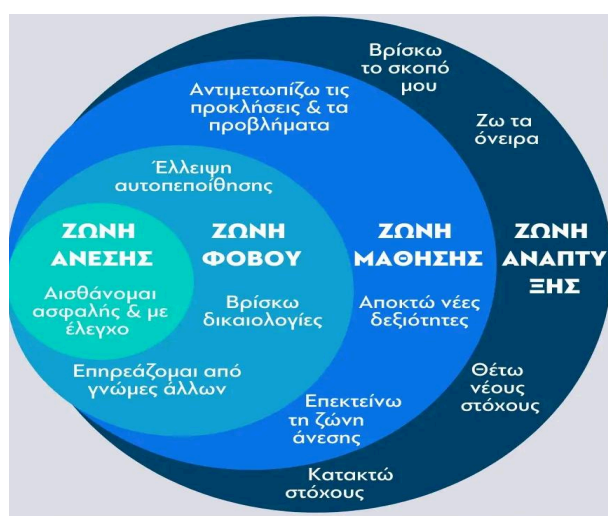 Βρίσκω
το σκοπό
μου
Αντιμετωπίζω τις
προκλήσεις & τα
προβλήματα
Ζω τα
όνειρα
Έλλειψη
αυτοπεποίθησης
ΖΩΝΗ
ΑΝΕΣΗΣ
Αισθάνομαι
ασφαλής & με
έλεγχο
ΖΩΝΗ
ΦΟΒΟΥ
Βρίσκω
δικαιολογίες
ΖΩΝΗ
ΜΑΘΗΣΗΣ
Αποκτώ νέες
δεξιότητες
ΖΩΝΗ
ΑΝΑΠΤΥ
ΞΗΣ
Επηρεάζομαι από
γνώμες άλλων
Θέτω
νέους
στόχους
Επεκτείνω
τη ζώνη
άνεσης
Κατακτώ
στόχους